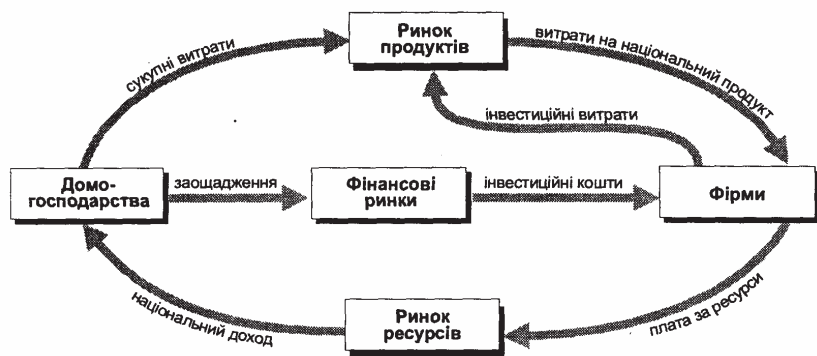 Ринок
продуктів
сукупні витрати
витрати на національний продукт
інвестиційні витрати
Домо-
господарства
заощадження
Фінансові
ринки
інвестиційні кошти
Фірми
національний доход
Ринок
ресурсів
плата за ресурси